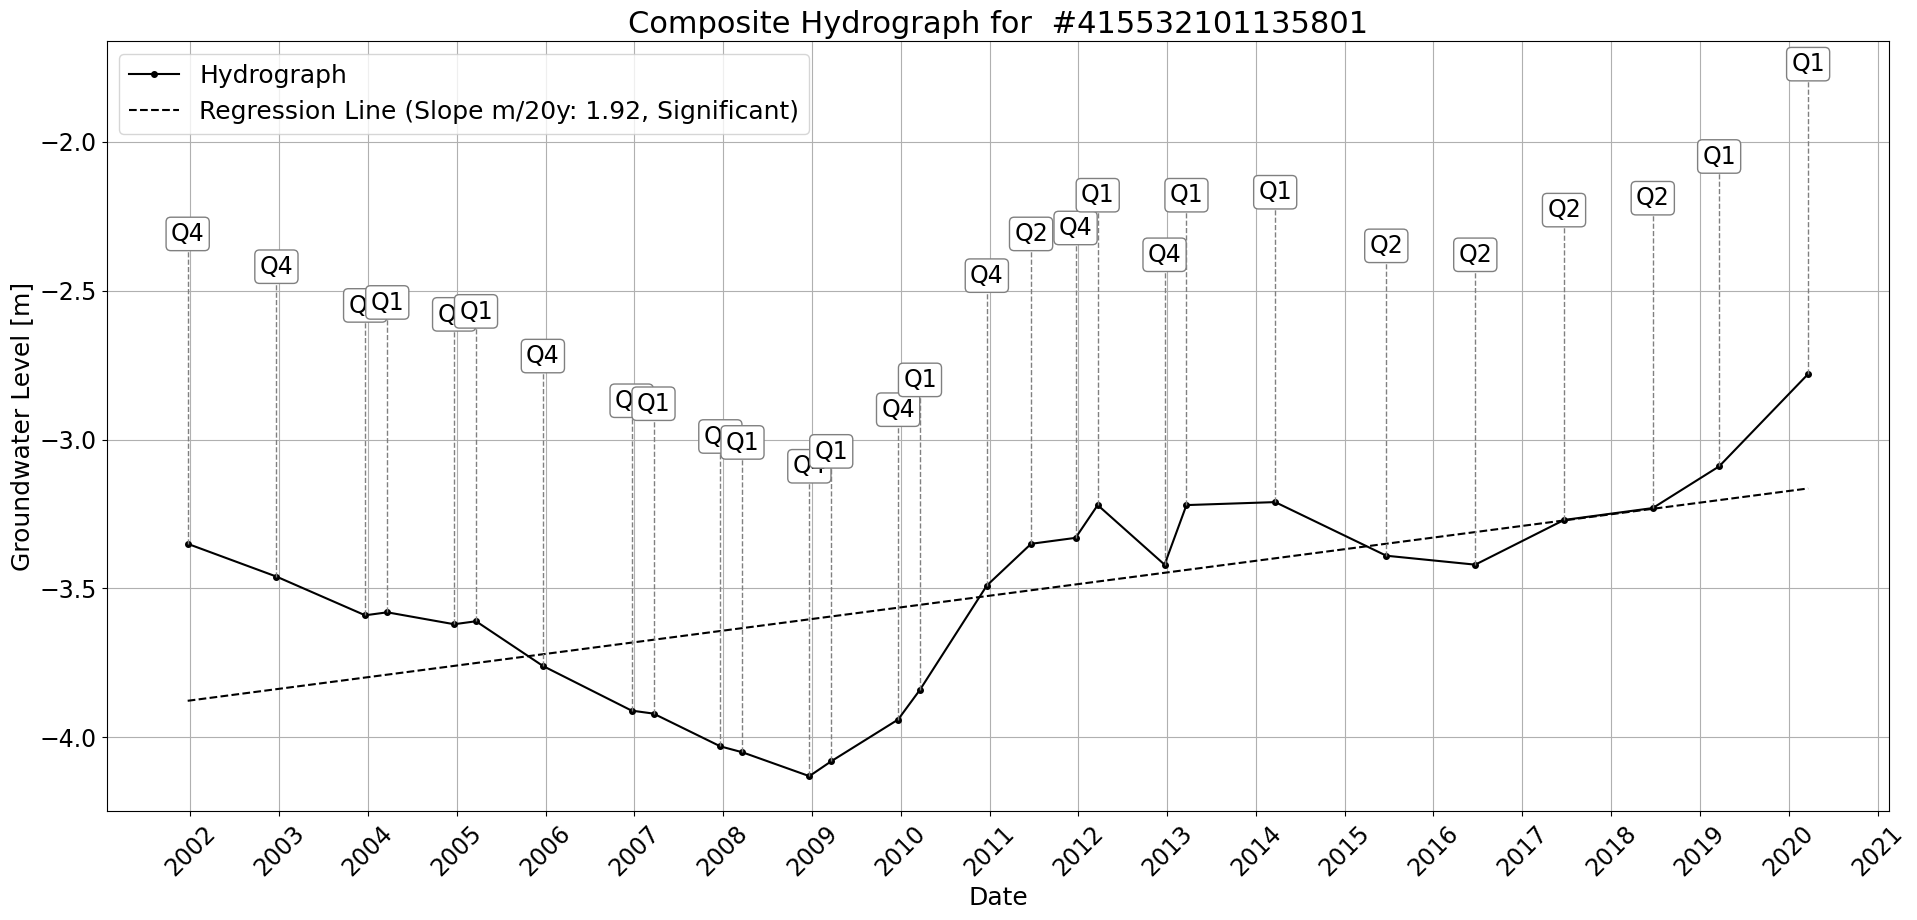 Composite Hydrograph for  #415532101135801
Hydrograph
Regression Line (Slope m/20y: 1.92, Significant)
Groundwater Level [m]
−2.0
−2.5
−3.0
−3.5
−4.0
Q4
Q4
Q1
Q1
Q4
Q1
Q1
Q4
Q1
Q4
Q1
Q4
Q2
Q4
Q1
Q4
Q1
Q1
Q2
Q2
Q2
Q2
Q1
Q1
2002
2003
2004
2005
2006
2007
2008
2009
2010
2011
2012
2013
2014
2015
2016
2017
2018
2019
2020
2021
Date